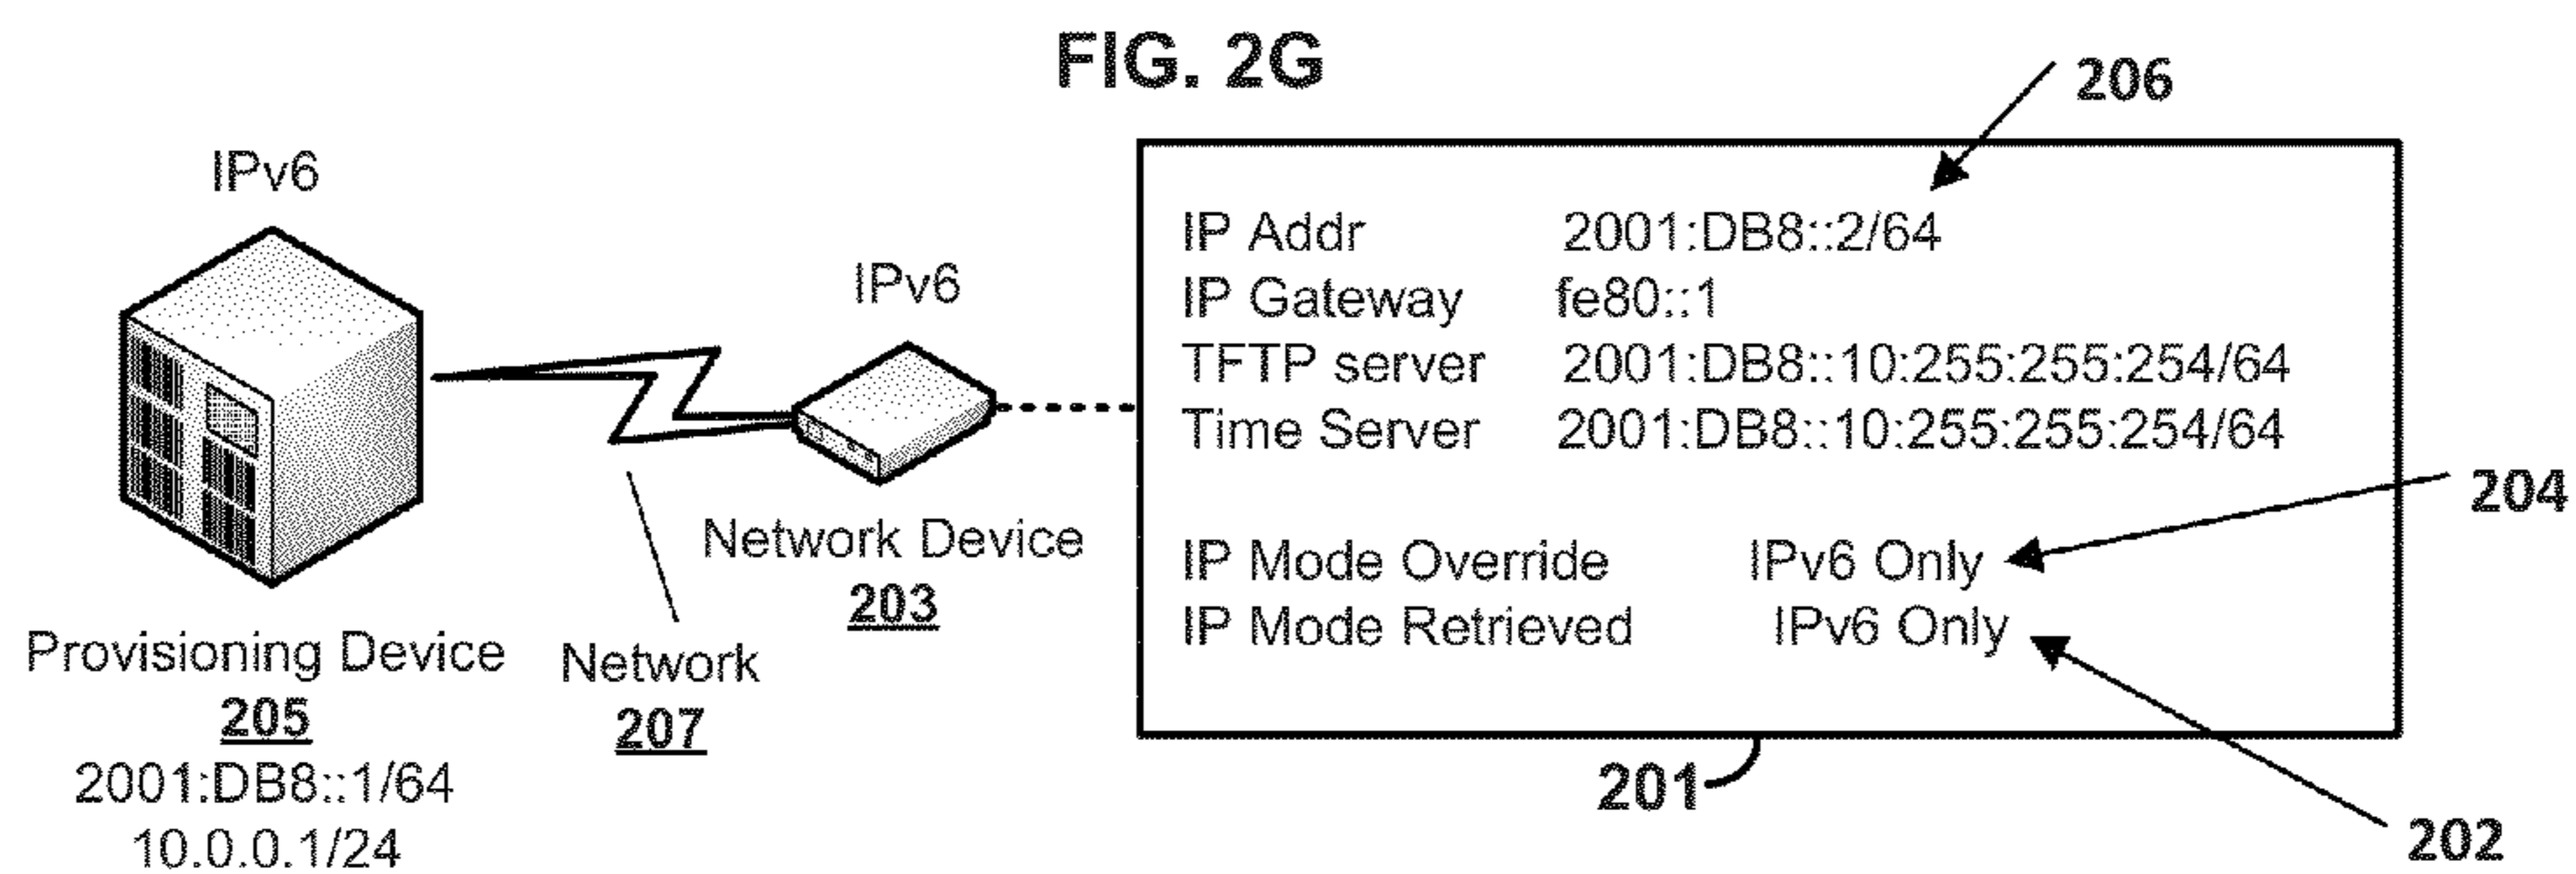 FIG. 2G
206
IPv6
IP Addr 2001:DB8::2/64
IPv6
IP Gateway fe80::1
TFTP server 2001:DB8::10:255:255:254/64
Time Server 2001:DB8::10:255:255:254/64
204
Network Device
203
IP Mode Override IPv6 Only
IP Mode Retrieved IPv6 Only
Provisioning Device
205
2001:DB8::1/64
10.0.0.1/24
Network
207
201
202